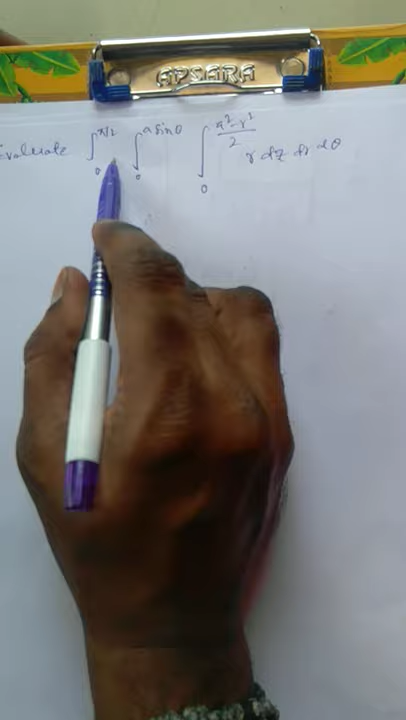 APSARA
Evaluate ∫₀^{π/2} ∫₀^{a sinθ} ∫₀^{(a²-r²)/2} r dz dr dθ